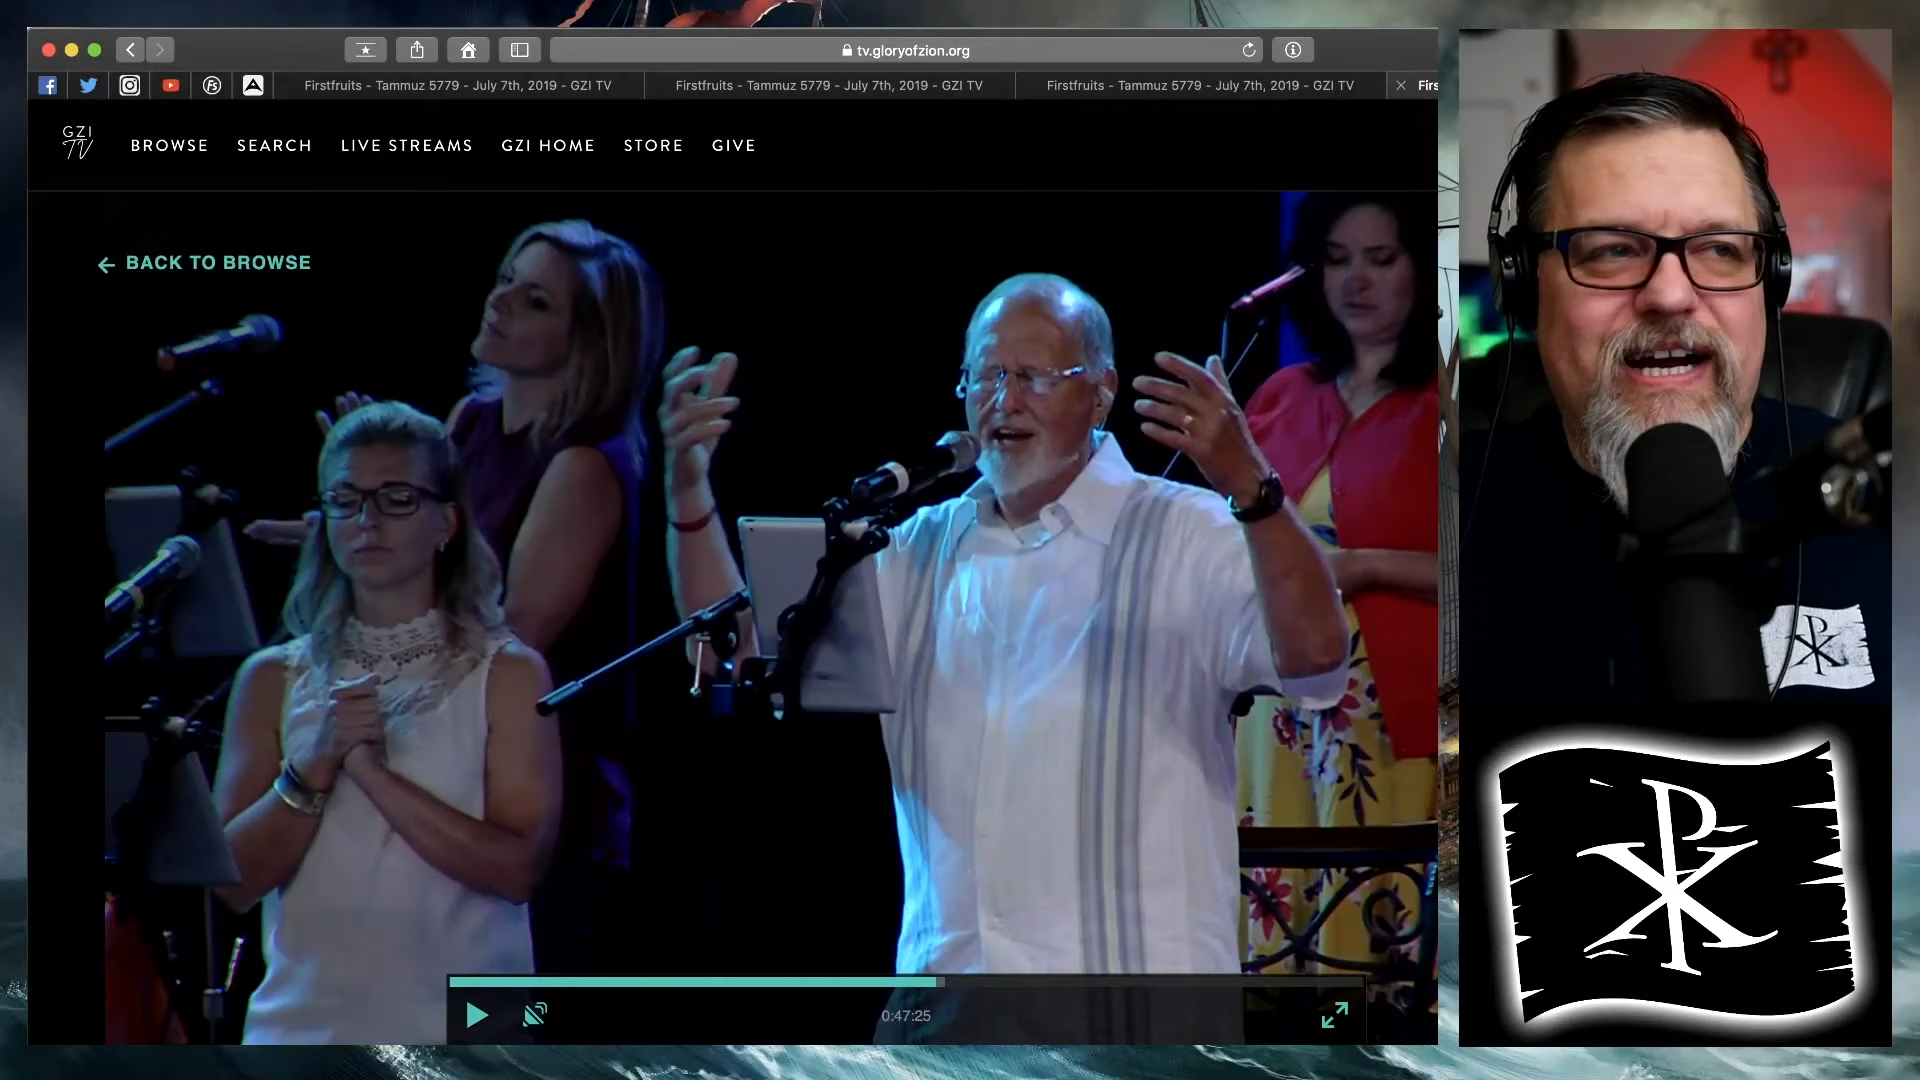 tv.gloryofzion.org
Firstfruits - Tammuz 5779 - July 7th, 2019 - GZI TV
Firstfruits - Tammuz 5779 - July 7th, 2019 - GZI TV
Firstfruits - Tammuz 5779 - July 7th, 2019 - GZI TV
Firs
GZI
TV
BROWSE
SEARCH
LIVE STREAMS
GZI HOME
STORE
GIVE
BACK TO BROWSE
0:47:25